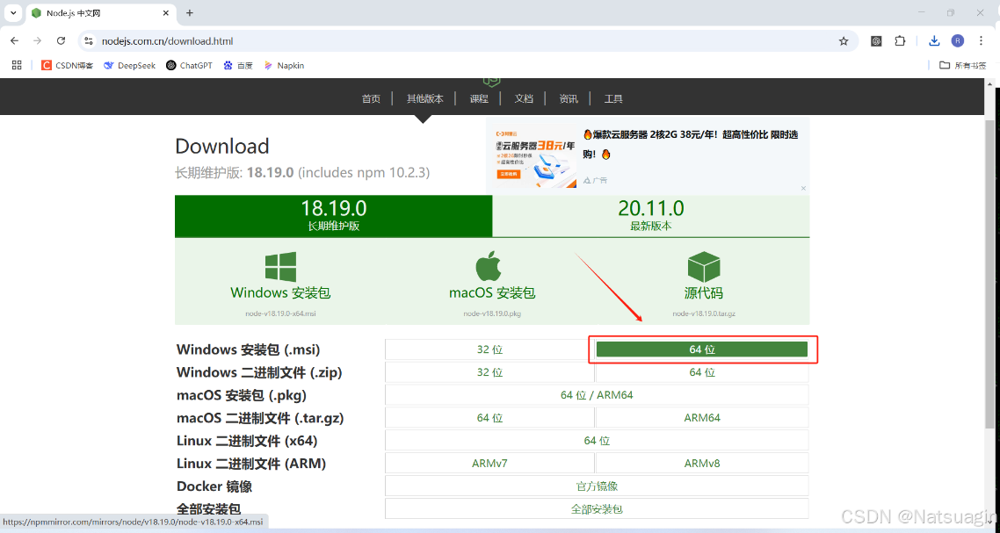 Node.js 中文网
nodejs.com.cn/download.html
R
CSDN博客 DeepSeek ChatGPT 百度 Napkin 所有书签
首页 其他版本 课程 文档 资讯 工具
Download
长期维护版: 18.19.0 (includes npm 10.2.3)
云服务器38元/年
🔥爆款云服务器 2核2G 38元/年！超高性价比 限时选
购！🔥
广告
18.19.0
长期维护版
20.11.0
最新版本
Windows 安装包
node-v18.19.0-x64.msi
macOS 安装包
node-v18.19.0.pkg
源代码
node-v18.19.0.tar.gz
Windows 安装包 (.msi) 32 位 64 位
Windows 二进制文件 (.zip) 32 位 64 位
macOS 安装包 (.pkg) 64 位 / ARM64
macOS 二进制文件 (.tar.gz) 64 位 ARM64
Linux 二进制文件 (x64) 64 位
Linux 二进制文件 (ARM) ARMv7 ARMv8
Docker 镜像 官方镜像
全部安装包 全部安装包
https://npmmirror.com/mirrors/node/v18.19.0/node-v18.19.0-x64.msi
CSDN @Natsuagin